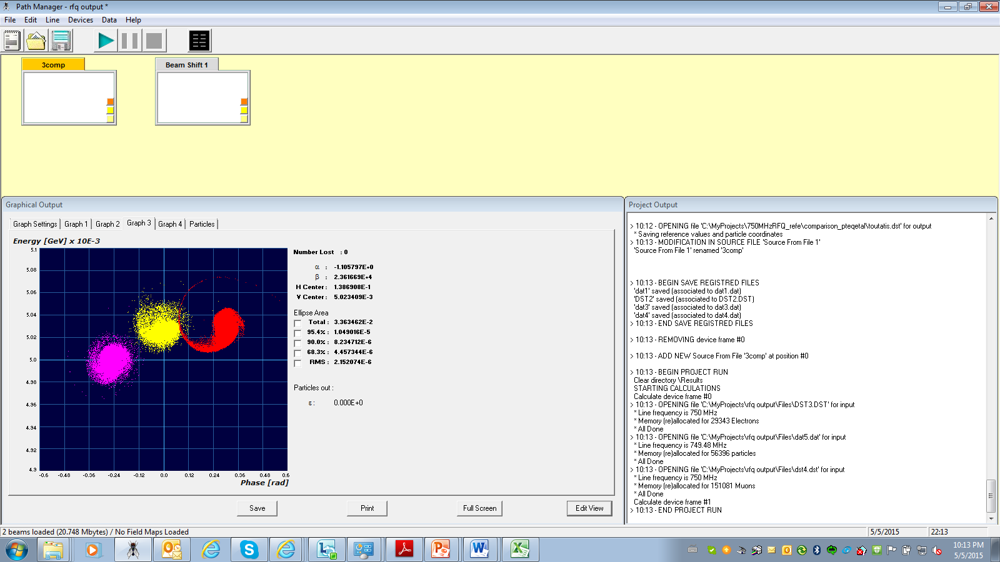 Path Manager - rfq output *
File Edit Line Devices Data Help
3comp
Beam Shift 1
Graphical Output
Graph Settings Graph 1 Graph 2 Graph 3 Graph 4 Particles
Energy [GeV] x 10E-3
5.1
5.08
5.06
5.04
5.02
5.0
4.98
4.96
4.94
4.92
4.9
-0.6 -0.48 -0.36 -0.24 -0.12 0.0 0.12 0.24 0.36 0.48 0.6
Phase [rad]
Number Lost : 0
α : -1.105797E+0
β : 2.361669E+4
H Center : 1.386908E-1
V Center : 5.023409E-3
Ellipse Area
Total : 3.363462E-2
95.4% : 1.049016E-5
90.0% : 8.234712E-6
68.3% : 4.457344E-6
RMS : 2.152074E-6
Particles out :
ε : 0.000E+0
Save Print Full Screen Edit View
Project Output
> 10:12 - OPENING file 'C:\MyProjects\750MHzRFQ_refe\comparison_pteqetal\toutatis.dst' for output
* Saving reference values and particle coordinates
> 10:13 - MODIFICATION IN SOURCE FILE 'Source From File 1'
'Source From File 1' renamed '3comp'
> 10:13 - BEGIN SAVE REGISTRED FILES
'dat1' saved (associated to dat1.dat)
'DST2' saved (associated to DST2.DST)
'dat3' saved (associated to dat3.dat)
'dat4' saved (associated to dat4.dat)
> 10:13 - END SAVE REGISTRED FILES
> 10:13 - REMOVING device frame #0
> 10:13 - ADD NEW Source From File '3comp' at position #0
> 10:13 - BEGIN PROJECT RUN
Clear directory \Results
STARTING CALCULATIONS
Calculate device frame #0
> 10:13 - OPENING file 'C:\MyProjects\rfq output\Files\DST3.DST' for input
* Line frequency is 750 MHz
* Memory (re)allocated for 29343 Electrons
* All Done
> 10:13 - OPENING file 'C:\MyProjects\rfq output\Files\dat5.dat' for input
* Line frequency is 749.48 MHz
* Memory (re)allocated for 56396 particles
* All Done
> 10:13 - OPENING file 'C:\MyProjects\rfq output\Files\dst4.dst' for input
* Line frequency is 750 MHz
* Memory (re)allocated for 151081 Muons
* All Done
Calculate device frame #1
> 10:13 - END PROJECT RUN
2 beams loaded (20.748 Mbytes) / No Field Maps Loaded
5/5/2015 22:13
10:13 PM
5/5/2015